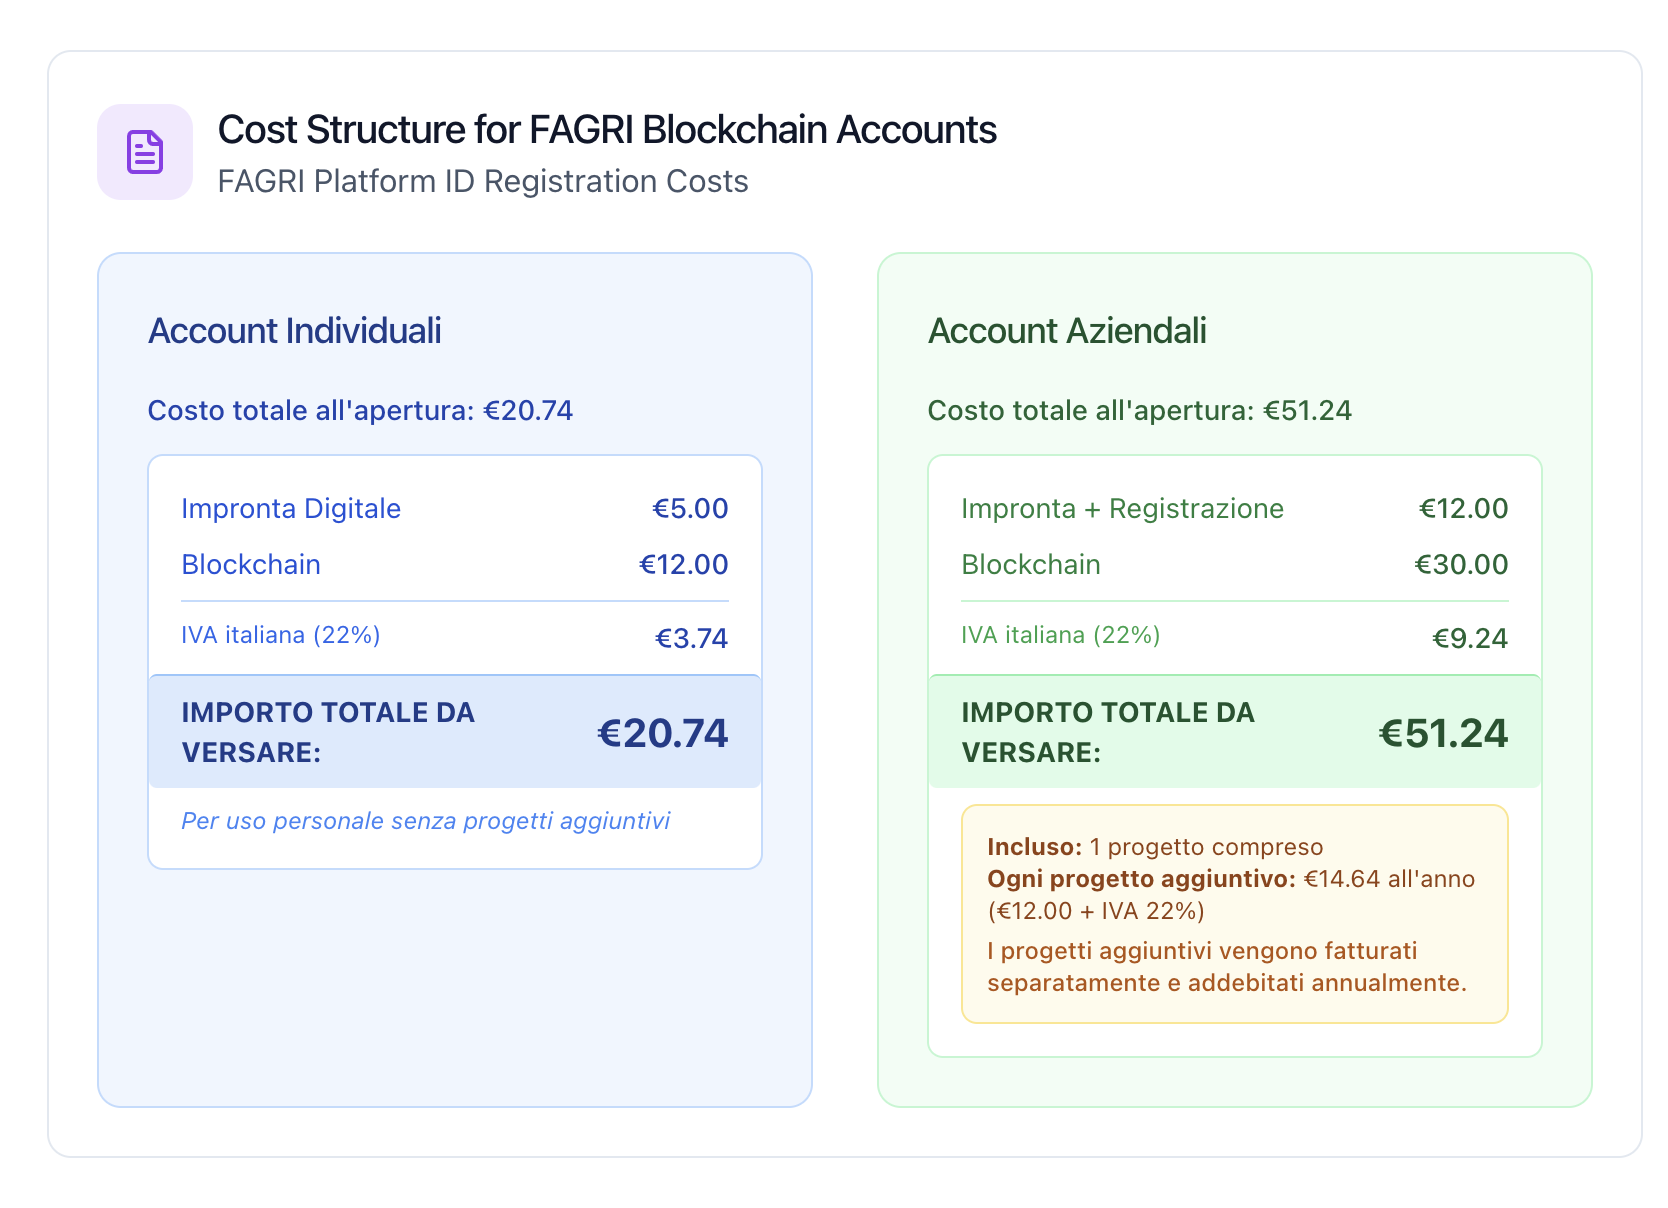 Cost Structure for FAGRI Blockchain Accounts
FAGRI Platform ID Registration Costs
Account Individuali
Costo totale all'apertura: €20.74
Impronta Digitale €5.00
Blockchain €12.00
IVA italiana (22%) €3.74
IMPORTO TOTALE DA
VERSARE: €20.74
Per uso personale senza progetti aggiuntivi
Account Aziendali
Costo totale all'apertura: €51.24
Impronta + Registrazione €12.00
Blockchain €30.00
IVA italiana (22%) €9.24
IMPORTO TOTALE DA
VERSARE: €51.24
Incluso: 1 progetto compreso
Ogni progetto aggiuntivo: €14.64 all'anno
(€12.00 + IVA 22%)
I progetti aggiuntivi vengono fatturati
separatamente e addebitati annualmente.